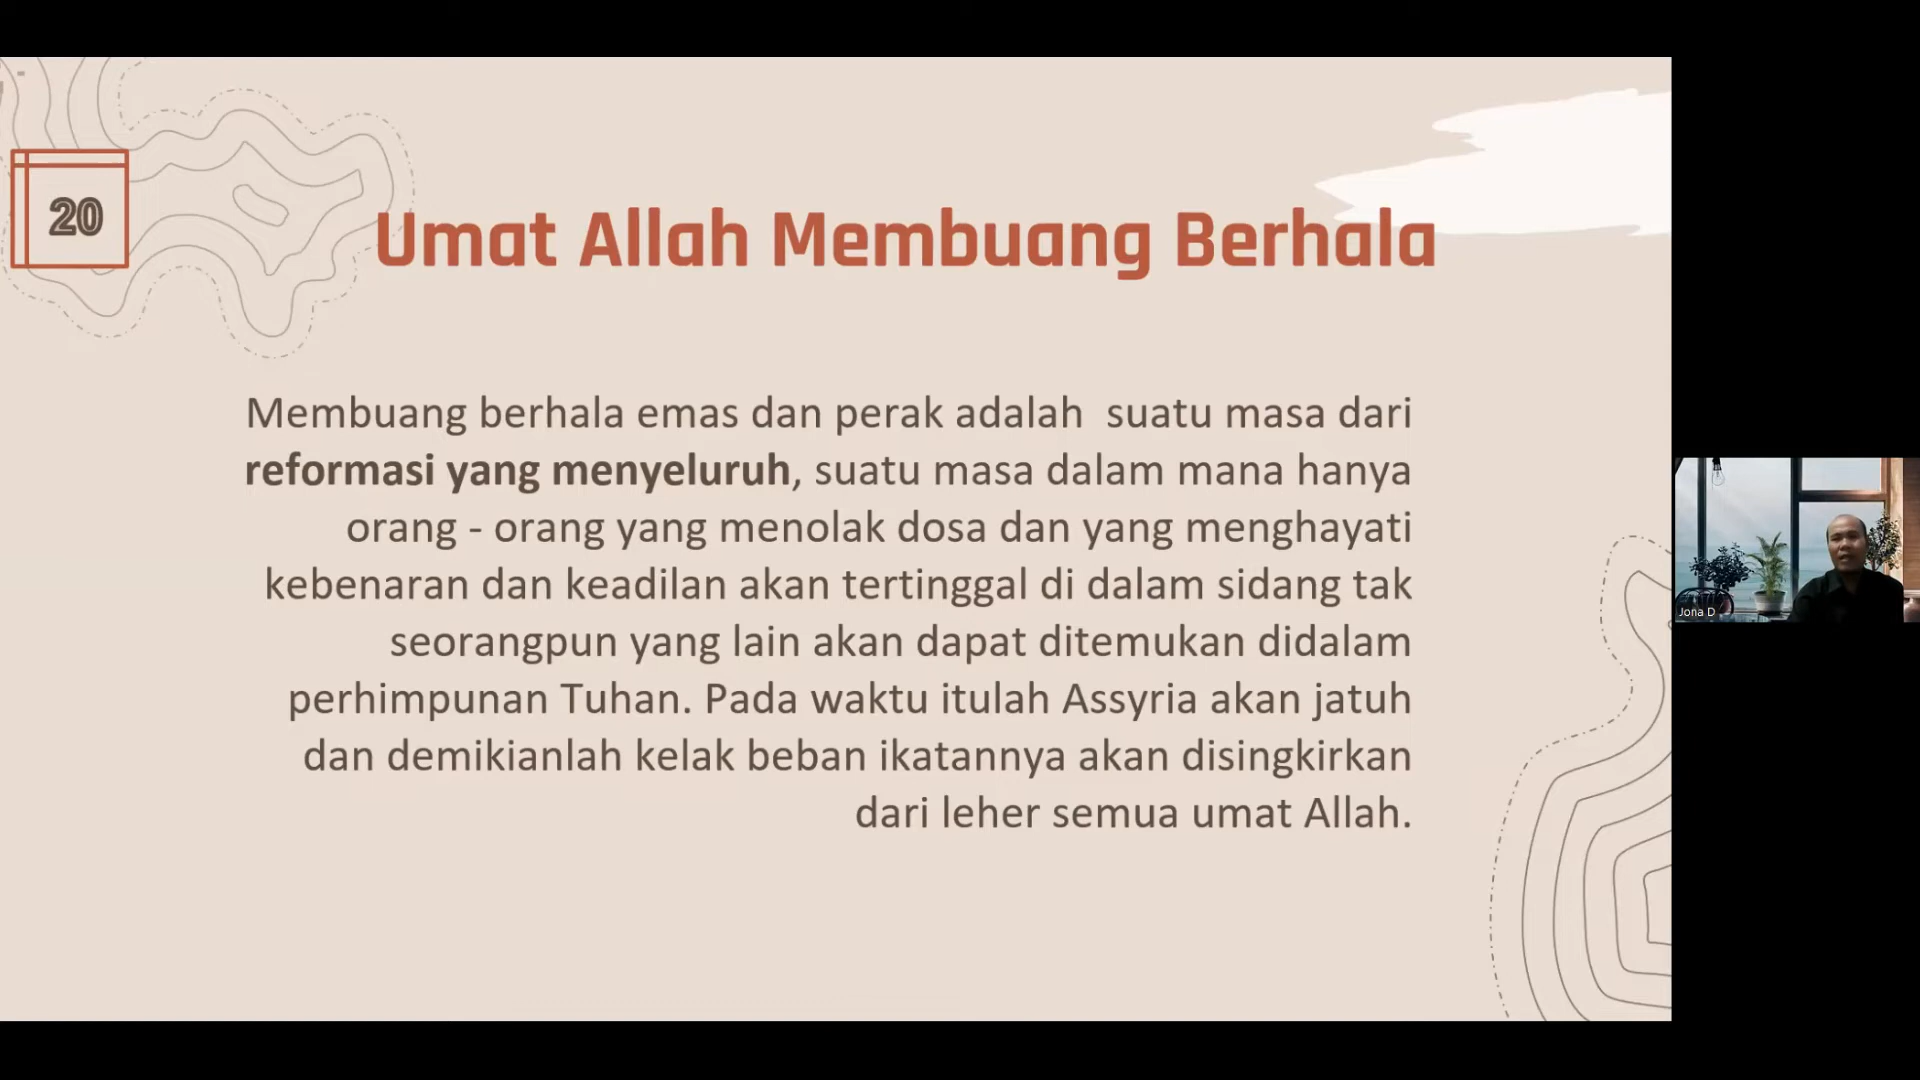 20
Umat Allah Membuang Berhala
Membuang berhala emas dan perak adalah  suatu masa dari
reformasi yang menyeluruh, suatu masa dalam mana hanya
orang - orang yang menolak dosa dan yang menghayati
kebenaran dan keadilan akan tertinggal di dalam sidang tak
seorangpun yang lain akan dapat ditemukan didalam
perhimpunan Tuhan. Pada waktu itulah Assyria akan jatuh
dan demikianlah kelak beban ikatannya akan disingkirkan
dari leher semua umat Allah.
Jona D